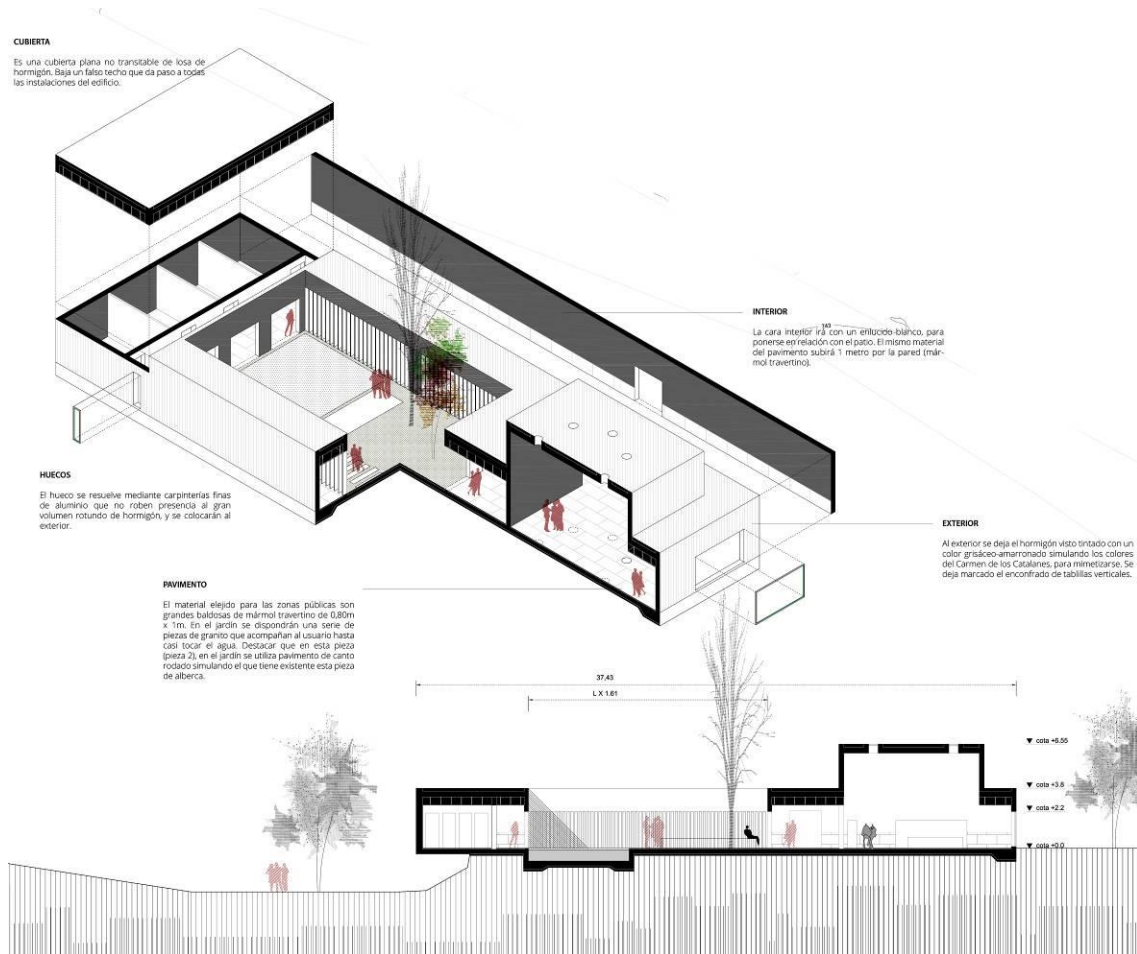 CUBIERTA
Es una cubierta plana no transitable de losa de
hormigón. Baja un falso techo que da paso a todas
las instalaciones del edificio.
INTERIOR
La cara interior irá con un enlucido blanco, para
ponerse en relación con el patio. El mismo material
del pavimento subirá 1 metro por la pared (már-
mol travertino).
HUECOS
El hueco se resuelve mediante carpinterías finas
de aluminio que no roben presencia al gran
volumen rotundo de hormigón, y se colocarán al
exterior.
EXTERIOR
Al exterior se deja el hormigón visto tintado con un
color grisáceo-amarronado simulando los colores
del Carmen de los Catalanes, para mimetizarse. Se
deja marcado el enconfrado de tablillas verticales.
PAVIMENTO
El material elejido para las zonas públicas son
grandes baldosas de mármol travertino de 0,80m
x 1m. En el jardín se dispondrán una serie de
piezas de granito que acompañan al usuario hasta
casi tocar el agua. Destacar que en esta pieza
(pieza 2), en el jardín se utiliza pavimento de canto
rodado simulando el que tiene existente esta pieza
de alberca.
37,43
L X 1.61
cota +6.55
cota +3.8
cota +2.2
cota +0.0